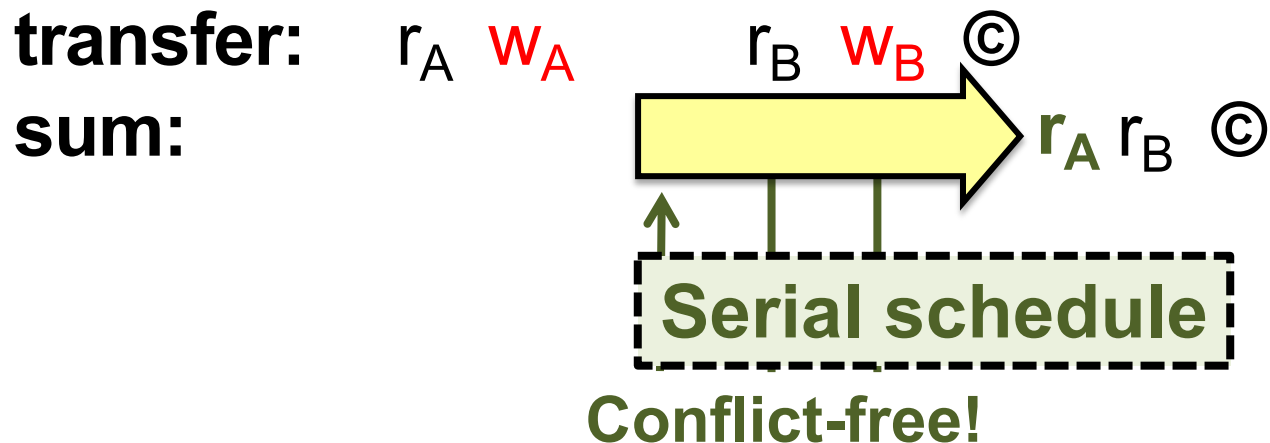 transfer: rA wA rB wB ©
sum: rA rB ©
Serial schedule
Conflict-free!